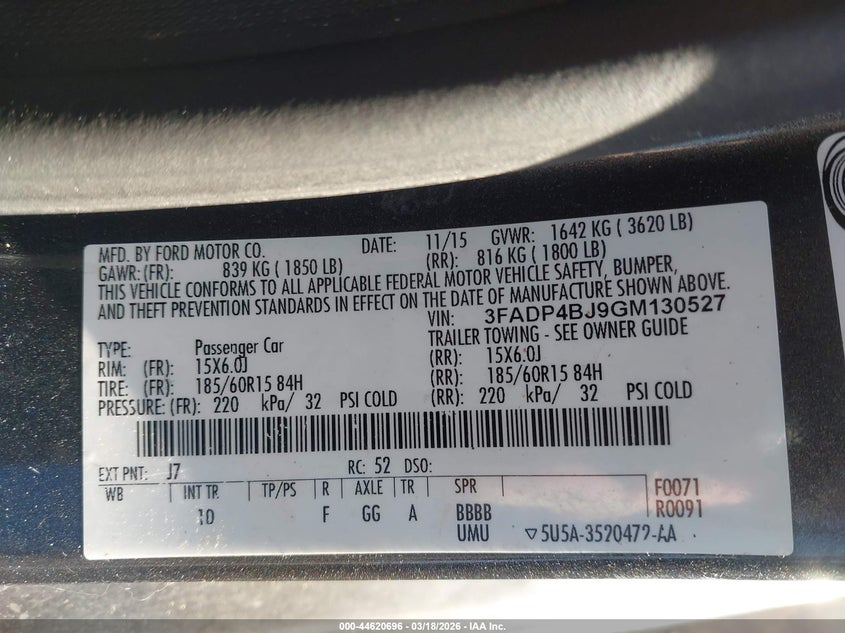 MFD. BY FORD MOTOR CO. DATE: 11/15 GVWR: 1642 KG ( 3620 LB)
GAWR: (FR): 839 KG ( 1850 LB) (RR): 816 KG ( 1800 LB)
THIS VEHICLE CONFORMS TO ALL APPLICABLE FEDERAL MOTOR VEHICLE SAFETY, BUMPER,
AND THEFT PREVENTION STANDARDS IN EFFECT ON THE DATE OF MANUFACTURE SHOWN ABOVE.
VIN: 3FADP4BJ9GM130527
TYPE: Passenger Car TRAILER TOWING - SEE OWNER GUIDE
RIM: (FR): 15X6.0J (RR): 15X6.0J
TIRE: (FR): 185/60R15 84H (RR): 185/60R15 84H
PRESSURE: (FR): 220 kPa/ 32 PSI COLD (RR): 220 kPa/ 32 PSI COLD
EXT PNT: J7 RC: 52 DSO:
WB INT TR TP/PS R AXLE TR SPR F0071
10 F GG A BBBB R0091
UMU ▽5U5A-3520472-AA
000-44620696 — 03/18/2026 — IAA Inc.